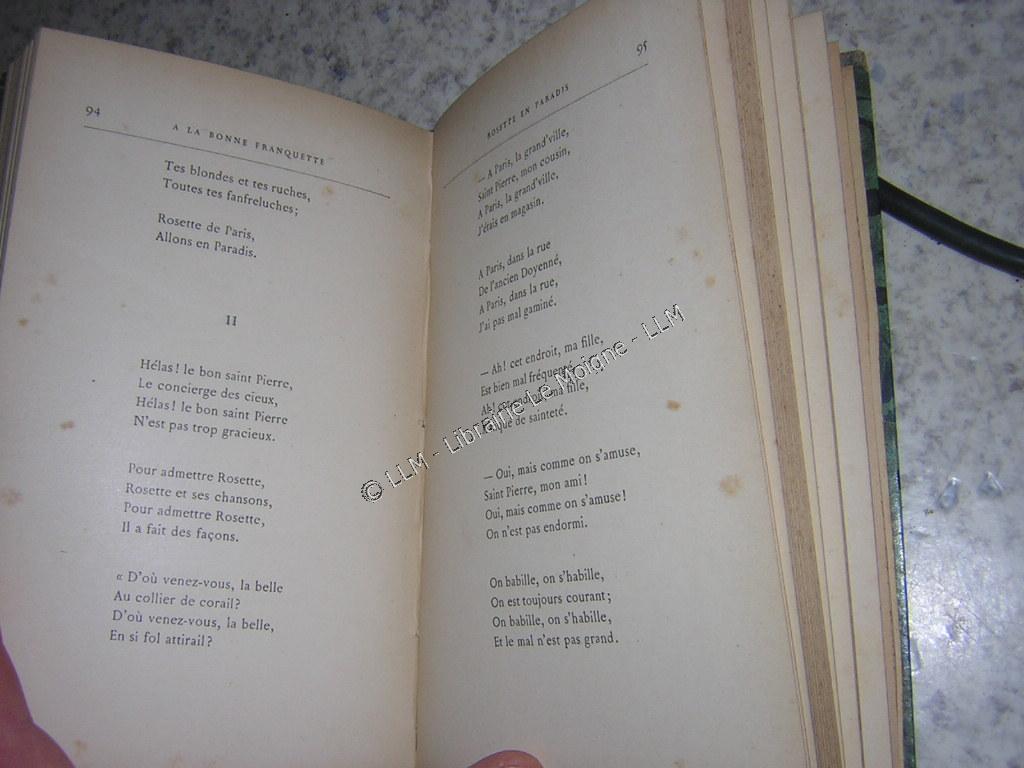 94
A LA BONNE FRANQUETTE
Tes blondes et tes ruches,
Toutes tes fanfreluches;
Rosette de Paris,
Allons en Paradis.
II
Hélas! le bon saint Pierre,
Le concierge des cieux,
Hélas! le bon saint Pierre
N'est pas trop gracieux.
Pour admettre Rosette,
Rosette et ses chansons,
Pour admettre Rosette,
Il a fait des façons.
« D'où venez-vous, la belle
Au collier de corail?
D'où venez-vous, la belle,
En si fol attirail?
ROSETTE EN PARADIS
95
— A Paris, la grand'ville,
Saint Pierre, mon cousin,
A Paris, la grand'ville,
J'étais en magasin.
A Paris, dans la rue
De l'ancien Doyenné,
A Paris, dans la rue,
J'ai pas mal gaminé.
— Ah! cet endroit, ma fille,
Est bien mal fréquenté
Ah! cet endroit, ma fille,
de sainteté.
— Oui, mais comme on s'amuse,
Saint Pierre, mon ami!
Oui, mais comme on s'amuse!
On n'est pas endormi.
On babille, on s'habille,
On est toujours courant;
On babille, on s'habille,
Et le mal n'est pas grand.
© LLM - Librairie Le Moigne - LLM